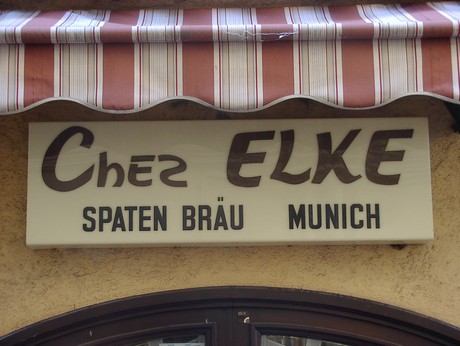 Chez ELKE
SPATEN BRÄU MUNICH